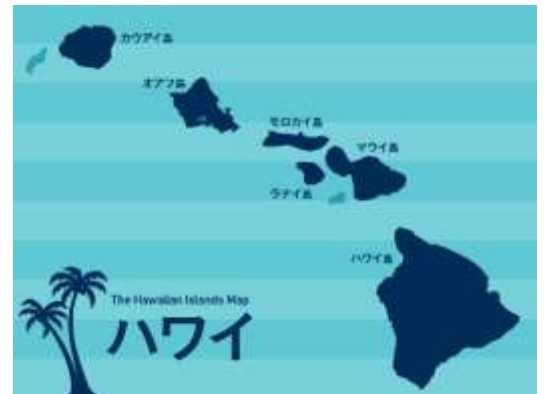 カウアイ島
オアフ島
モロカイ島
マウイ島
ラナイ島
ハワイ島
The Hawaiian Islands Map
ハワイ